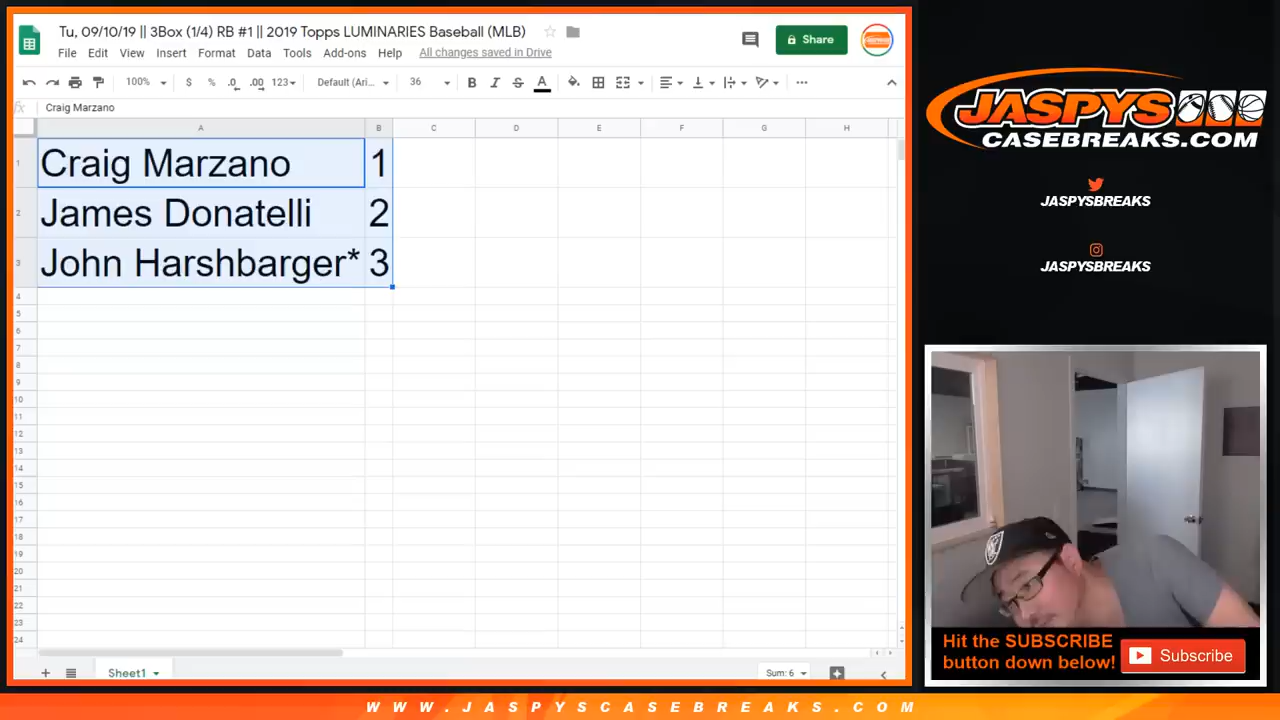 Tu, 09/10/19 || 3Box (1/4) RB #1 || 2019 Topps LUMINARIES Baseball (MLB)
File Edit View Insert Format Data Tools Add-ons Help All changes saved in Drive
Share
100% $ % .0 .00 123 Default (Ari... 36 B I S A
fx Craig Marzano
A B C D E F G H
1 Craig Marzano 1
2 James Donatelli 2
3 John Harshbarger* 3
4
5
6
7
8
9
10
11
12
13
14
15
16
17
18
19
20
21
22
23
24
Sheet1
Sum: 6
JASPYS
CASEBREAKS.COM
JASPYSBREAKS
JASPYSBREAKS
Hit the SUBSCRIBE
button down below!
Subscribe
WWW.JASPYSCASEBREAKS.COM